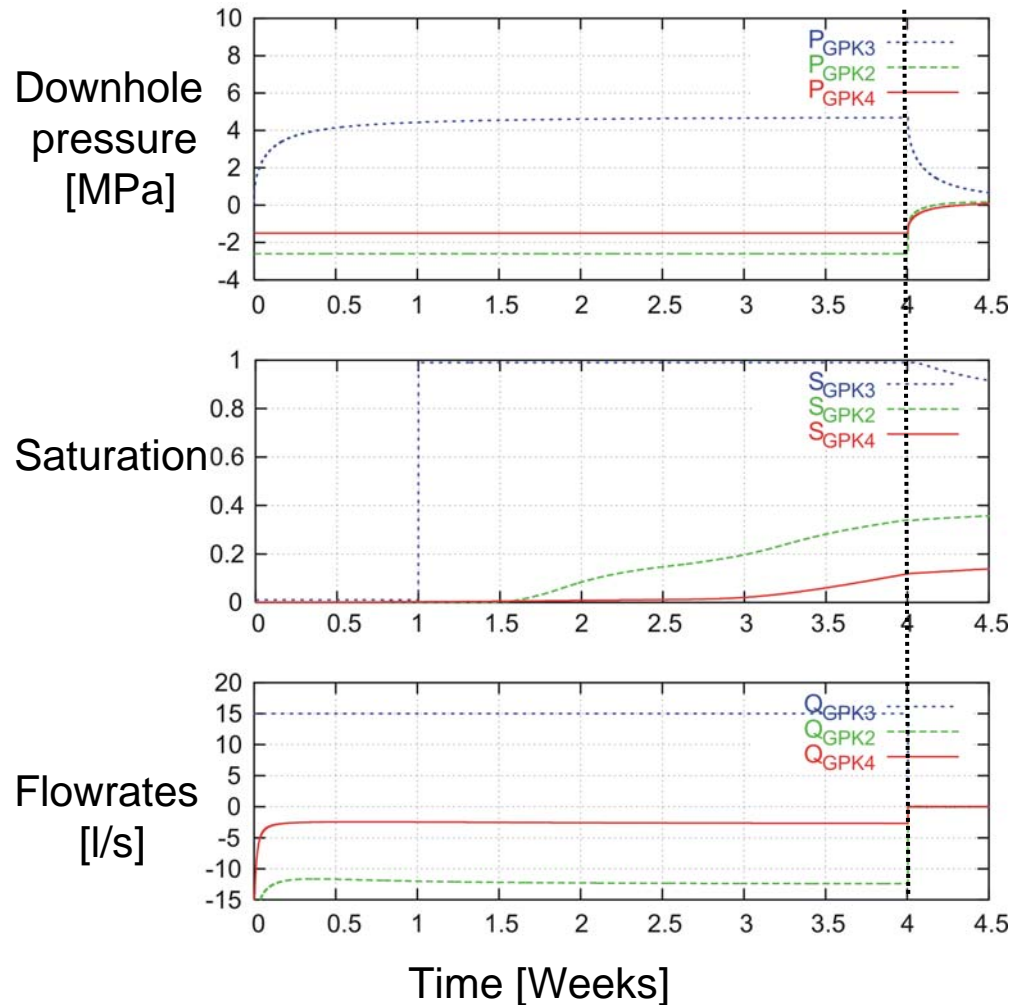 Downhole
pressure
[MPa]
10
8
6
4
2
0
-2
-4
P_GPK3
P_GPK2
P_GPK4
0 0.5 1 1.5 2 2.5 3 3.5 4 4.5
Saturation
1
0.8
0.6
0.4
0.2
0
S_GPK3
S_GPK2
S_GPK4
0 0.5 1 1.5 2 2.5 3 3.5 4 4.5
Flowrates
[l/s]
20
15
10
5
0
-5
-10
-15
Q_GPK3
Q_GPK2
Q_GPK4
0 0.5 1 1.5 2 2.5 3 3.5 4 4.5
Time [Weeks]